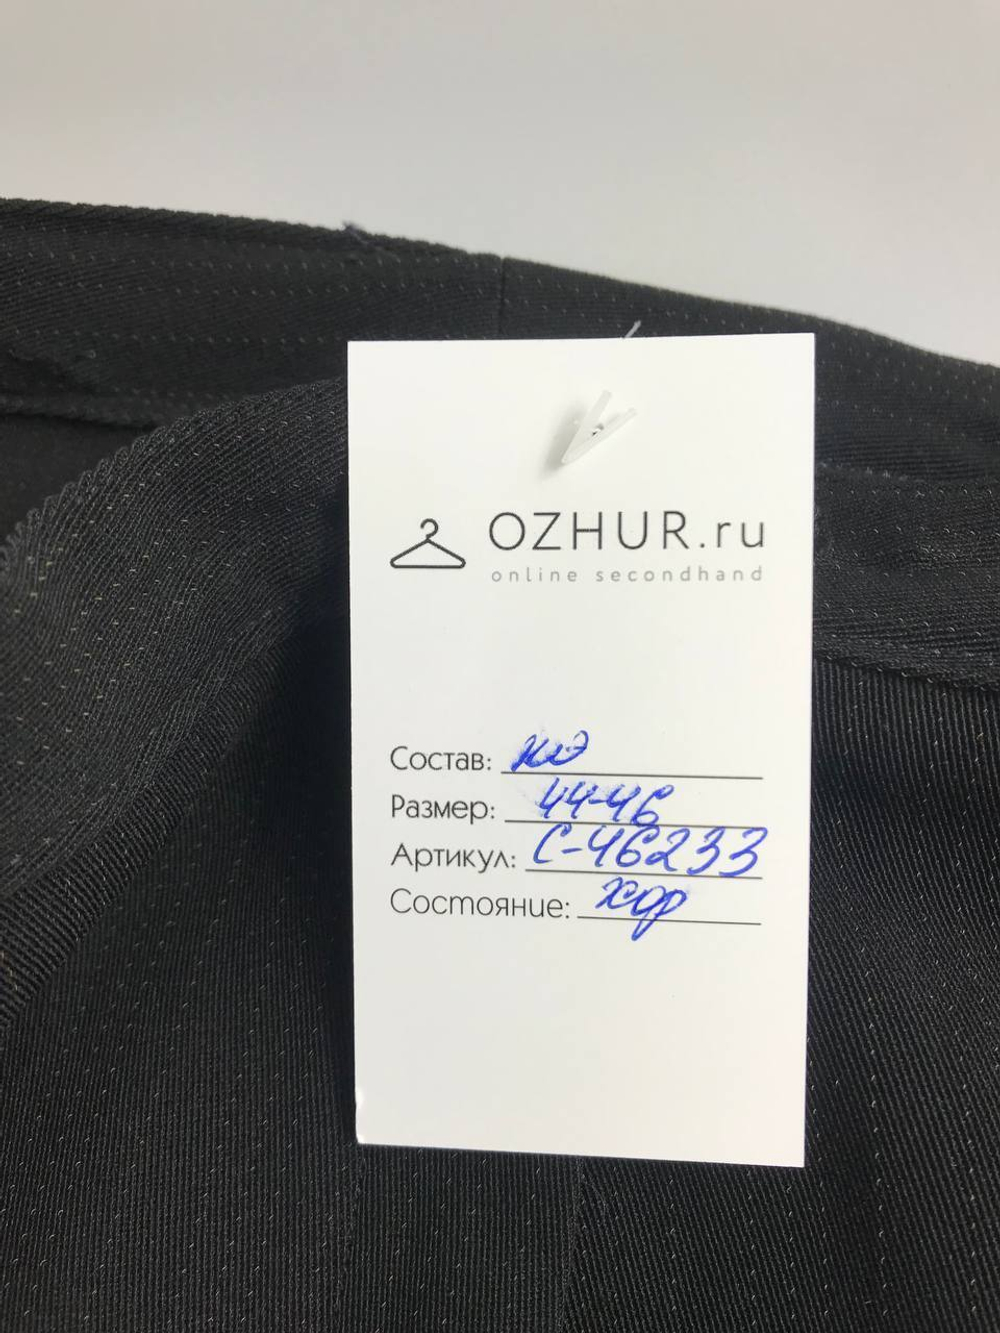 OZHUR.ru
online secondhand
Состав:
Размер: 44-46
Артикул: С-46233
Состояние: хор